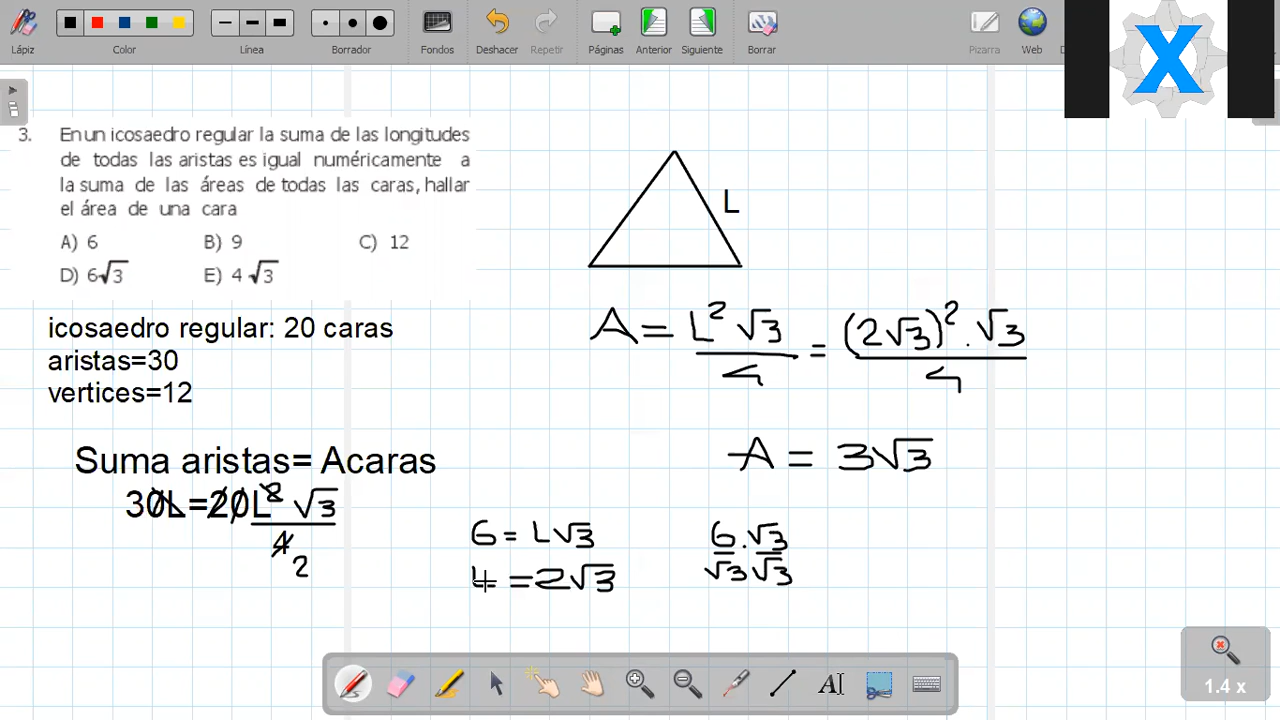 Lápiz Color Línea Borrador Fondos Deshacer Repetir Páginas Anterior Siguiente Borrar Pizarra Web
X
3. En un icosaedro regular la suma de las longitudes
de todas las aristas es igual numéricamente a
la suma de las áreas de todas las caras, hallar
el área de una cara
A) 6 B) 9 C) 12
D) 6√3 E) 4√3
L
icosaedro regular: 20 caras
aristas=30
vertices=12
A = L² √3 / 4 = (2√3)² . √3 / 4
A = 3√3
Suma aristas= Acaras
30L=20L² √3
4
2
6 = L√3
L = 2√3
6 . √3
√3 √3
1.4 x